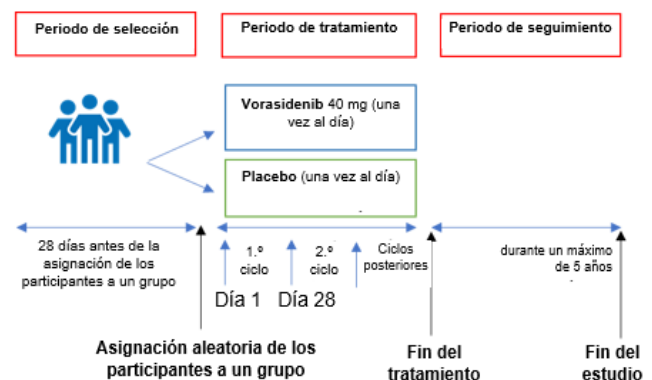 Periodo de selección
Periodo de tratamiento
Periodo de seguimiento
Vorasidenib 40 mg (una
vez al día)
Placebo (una vez al día)
28 días antes de la
asignación de los
participantes a un grupo
1.º
ciclo
2.º
ciclo
Ciclos
posteriores
durante un máximo
de 5 años
Día 1
Día 28
Asignación aleatoria de los
participantes a un grupo
Fin del
tratamiento
Fin del
estudio